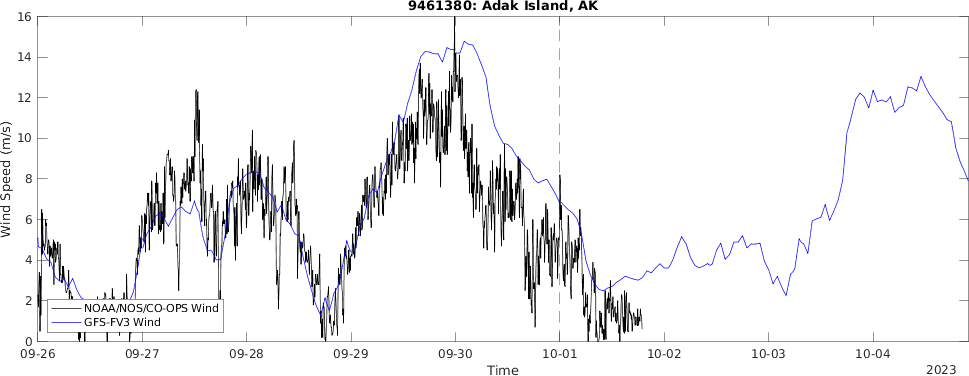 9461380: Adak Island, AK
Wind Speed (m/s)
16
14
12
10
8
6
4
2
0
NOAA/NOS/CO-OPS Wind
GFS-FV3 Wind
09-26 09-27 09-28 09-29 09-30 10-01 10-02 10-03 10-04
Time
2023